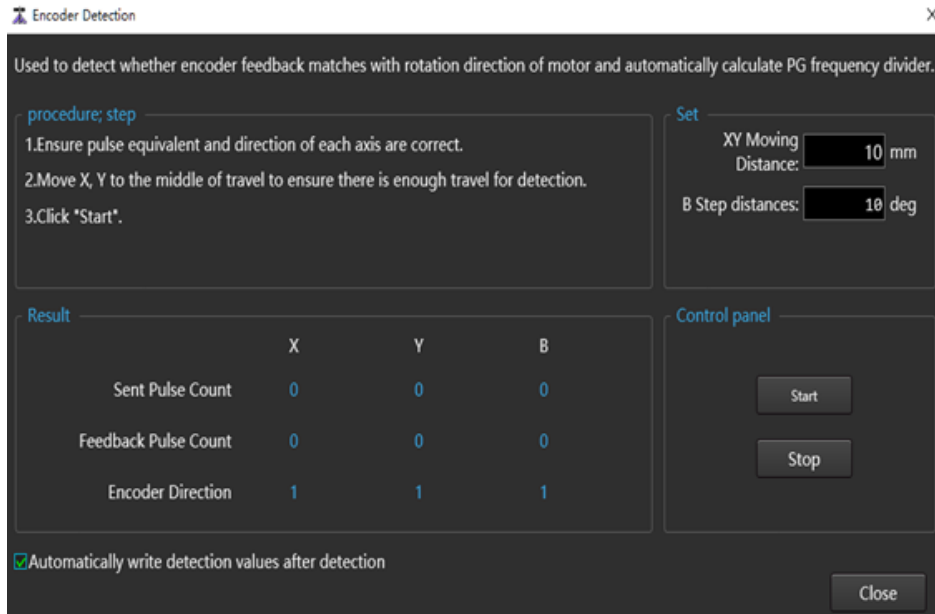 Encoder Detection
Used to detect whether encoder feedback matches with rotation direction of motor and automatically calculate PG frequency divider.
procedure; step
1.Ensure pulse equivalent and direction of each axis are correct.
2.Move X, Y to the middle of travel to ensure there is enough travel for detection.
3.Click "Start".
Set
XY Moving
Distance: 10 mm
B Step distances: 10 deg
Result
X Y B
Sent Pulse Count 0 0 0
Feedback Pulse Count 0 0 0
Encoder Direction 1 1 1
Control panel
Start
Stop
Automatically write detection values after detection
Close